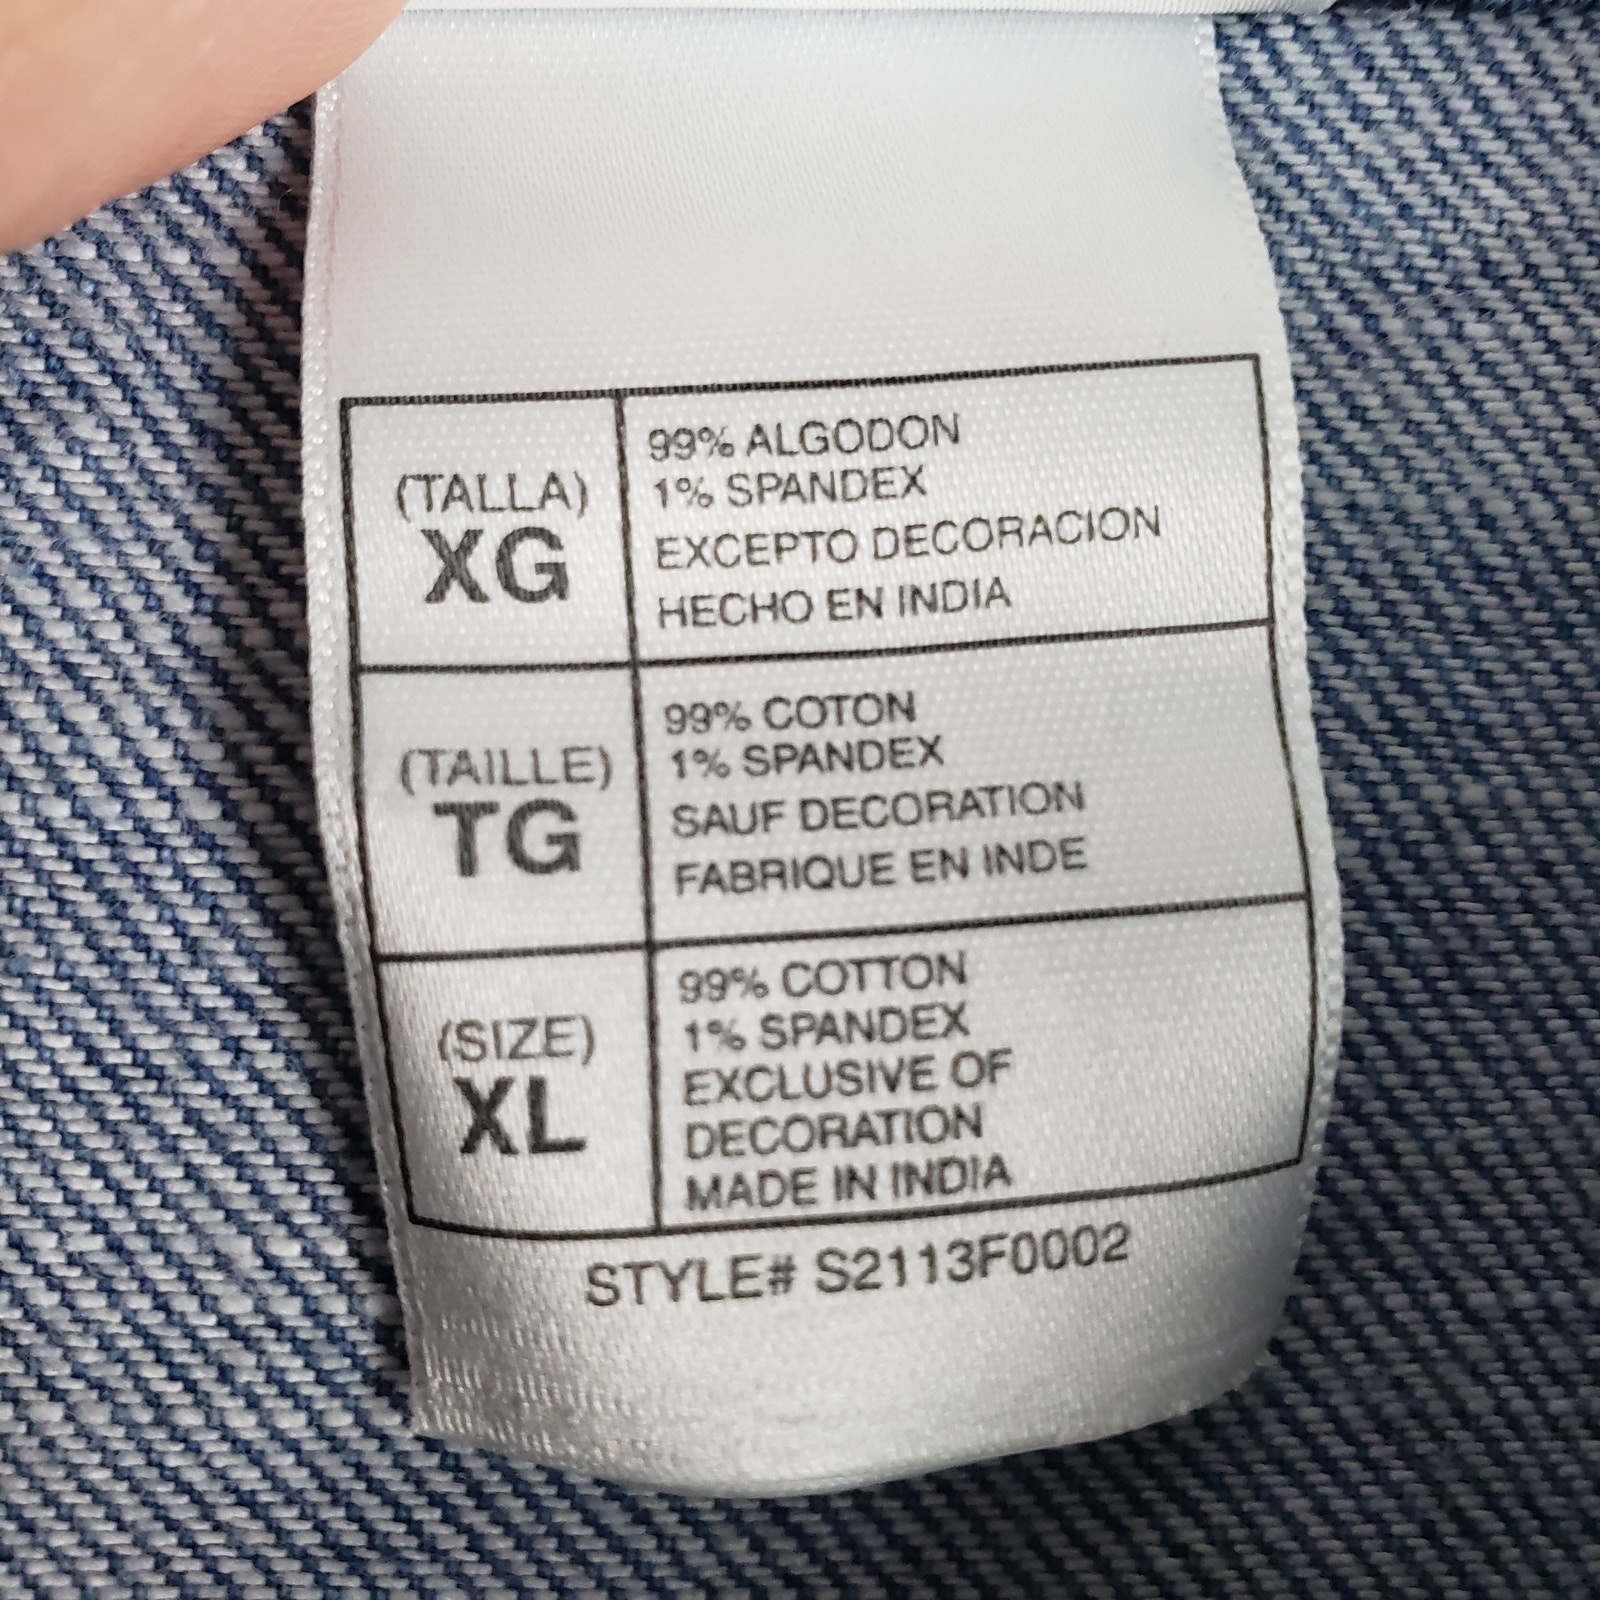 (TALLA)
XG
99% ALGODON
1% SPANDEX
EXCEPTO DECORACION
HECHO EN INDIA
(TAILLE)
TG
99% COTON
1% SPANDEX
SAUF DECORATION
FABRIQUE EN INDE
(SIZE)
XL
99% COTTON
1% SPANDEX
EXCLUSIVE OF
DECORATION
MADE IN INDIA
STYLE# S2113F0002